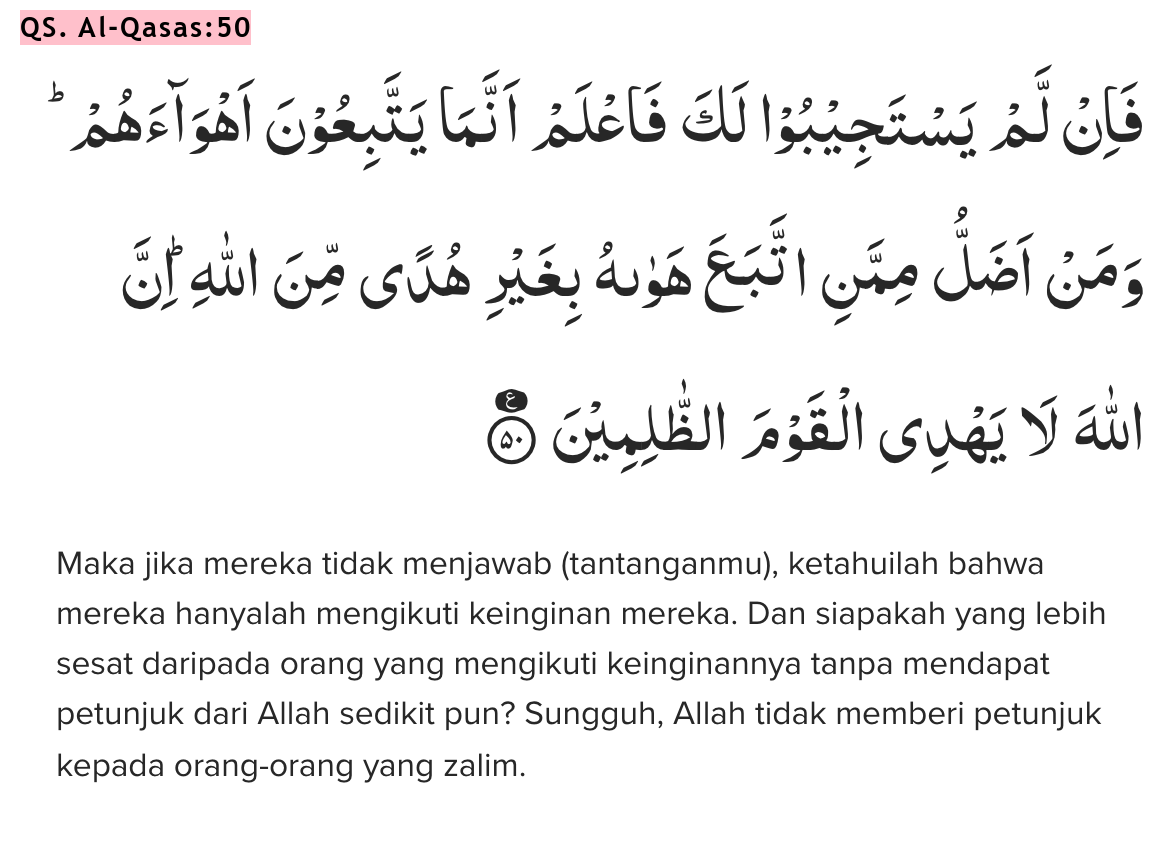 QS. Al-Qasas:50
فَاِنْ لَّمْ يَسْتَجِيْبُوْا لَكَ فَاعْلَمْ اَنَّمَا يَتَّبِعُوْنَ اَهْوَاۤءَهُمْۗ
وَمَنْ اَضَلُّ مِمَّنِ اتَّبَعَ هَوٰىهُ بِغَيْرِ هُدًى مِّنَ اللّٰهِ ۗاِنَّ
اللّٰهَ لَا يَهْدِى الْقَوْمَ الظّٰلِمِيْنَ ࣖ ۝٥٠
Maka jika mereka tidak menjawab (tantanganmu), ketahuilah bahwa
mereka hanyalah mengikuti keinginan mereka. Dan siapakah yang lebih
sesat daripada orang yang mengikuti keinginannya tanpa mendapat
petunjuk dari Allah sedikit pun? Sungguh, Allah tidak memberi petunjuk
kepada orang-orang yang zalim.